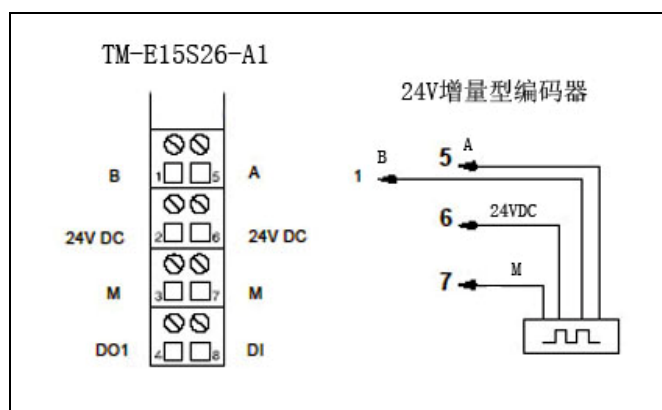 TM-E15S26-A1
24V增量型编码器
B 1 5 A
24V DC 2 6 24V DC
M 3 7 M
DO1 4 8 DI
1 B 5 A
6 24VDC
7 M